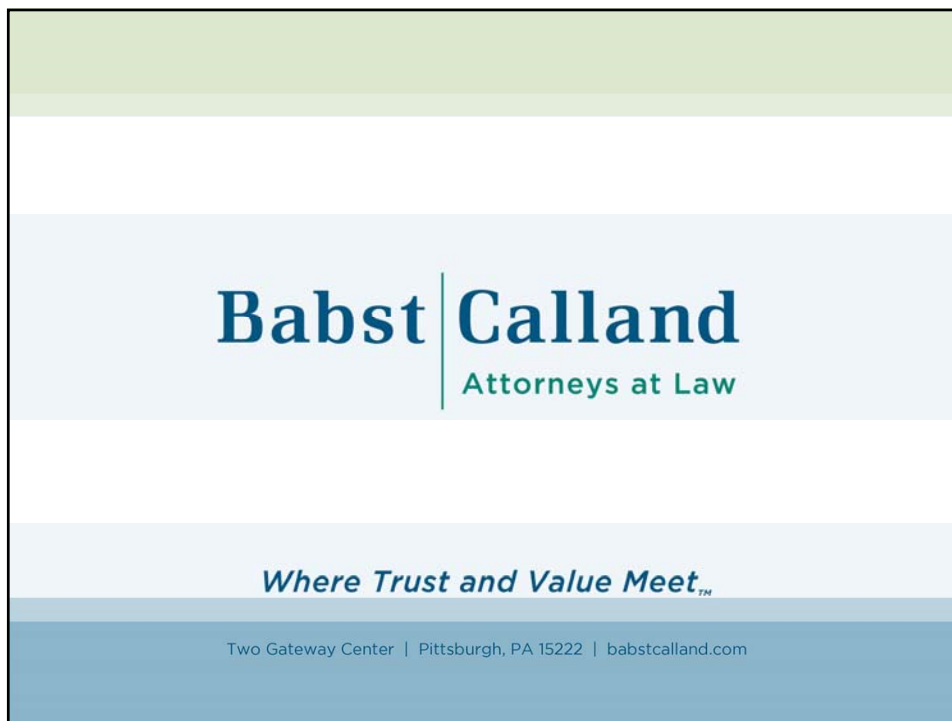 Babst Calland
Attorneys at Law
Where Trust and Value Meet™
Two Gateway Center | Pittsburgh, PA 15222 | babstcalland.com